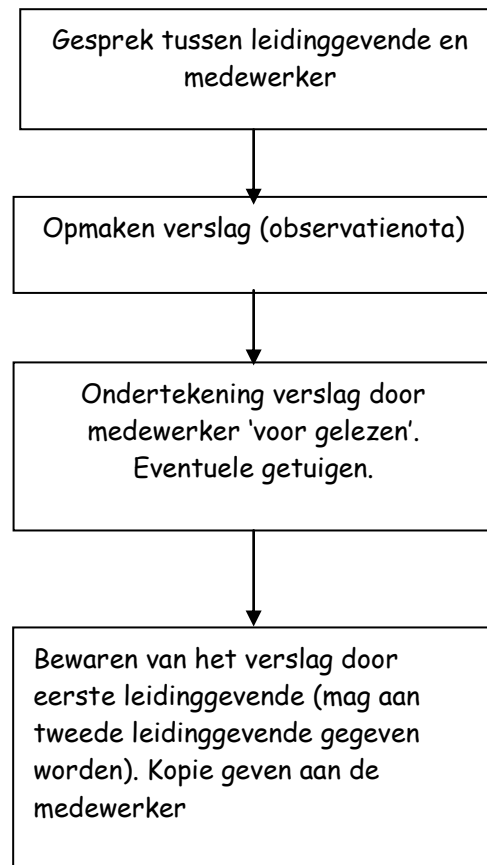 Gesprek tussen leidinggevende en
medewerker
Opmaken verslag (observatienota)
Ondertekening verslag door
medewerker ‘voor gelezen’.
Eventuele getuigen.
Bewaren van het verslag door
eerste leidinggevende (mag aan
tweede leidinggevende gegeven
worden). Kopie geven aan de
medewerker